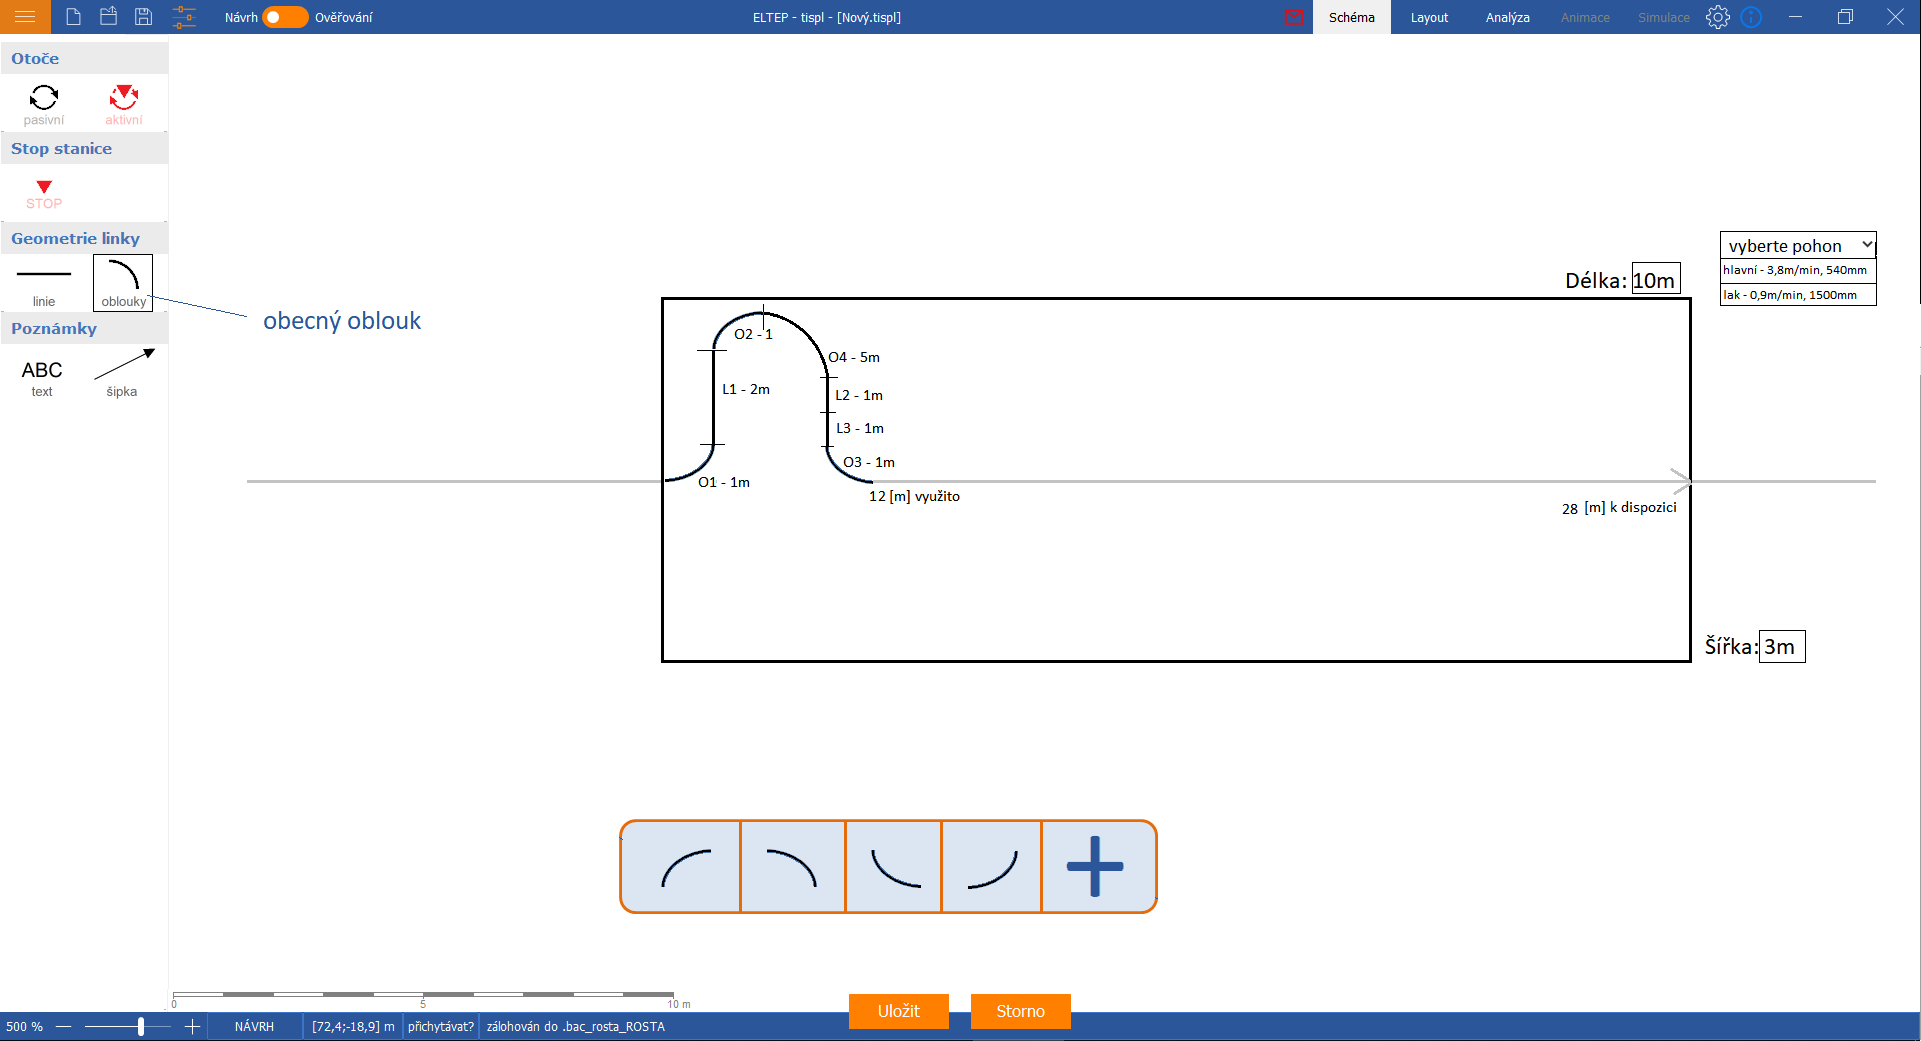 Návrh
Ověřování
ELTEP - tispl - [Nový.tispl]
Schéma
Layout
Analýza
Animace
Simulace
Otoče
pasivní
aktivní
Stop stanice
STOP
Geometrie linky
linie
oblouky
obecný oblouk
Poznámky
ABC
text
šipka
vyberte pohon
hlavní - 3,8m/min, 540mm
lak - 0,9m/min, 1500mm
Délka: 10m
O2 - 1
O4 - 5m
L1 - 2m
L2 - 1m
L3 - 1m
O3 - 1m
O1 - 1m
12 [m] využito
28 [m] k dispozici
Šířka: 3m
0
5
10 m
Uložit
Storno
500 %
NÁVRH
[72,4;-18,9] m
přichytávat?
zálohován do .bac_rosta_ROSTA